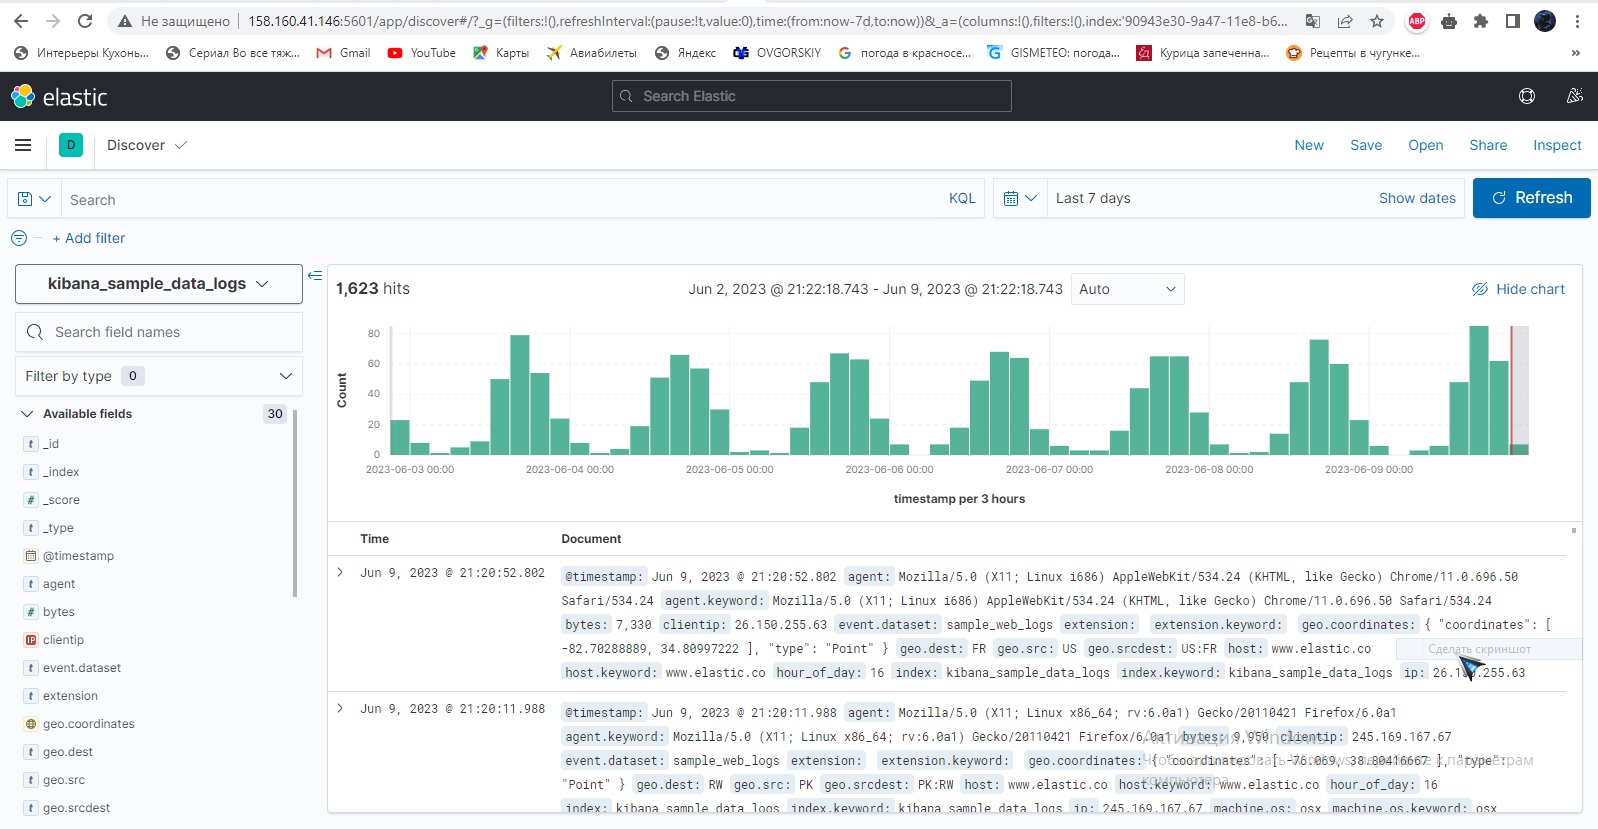 Не защищено 158.160.41.146:5601/app/discover#/?_g=(filters:!(),refreshInterval:(pause:!t,value:0),time:(from:now-7d,to:now))&_a=(columns:!(),filters:!(),index:'90943e30-9a47-11e8-b6...
Интерьеры Кухонь... Сериал Во все тяж... Gmail YouTube Карты Авиабилеты Яндекс OVGORSKIY погода в красносе... GISMETEO: погода... Курица запеченна... Рецепты в чугунке... »
elastic Search Elastic
D Discover New Save Open Share Inspect
Search KQL Last 7 days Show dates Refresh
+ Add filter
kibana_sample_data_logs
Search field names
Filter by type 0
Available fields 30
_id
_index
_score
_type
@timestamp
agent
bytes
clientip
event.dataset
extension
geo.coordinates
geo.dest
geo.src
geo.srcdest
1,623 hits Jun 2, 2023 @ 21:22:18.743 - Jun 9, 2023 @ 21:22:18.743 Auto Hide chart
Count
80
60
40
20
0
2023-06-03 00:00 2023-06-04 00:00 2023-06-05 00:00 2023-06-06 00:00 2023-06-07 00:00 2023-06-08 00:00 2023-06-09 00:00
timestamp per 3 hours
Time Document
Jun 9, 2023 @ 21:20:52.802 @timestamp: Jun 9, 2023 @ 21:20:52.802 agent: Mozilla/5.0 (X11; Linux i686) AppleWebKit/534.24 (KHTML, like Gecko) Chrome/11.0.696.50
Safari/534.24 agent.keyword: Mozilla/5.0 (X11; Linux i686) AppleWebKit/534.24 (KHTML, like Gecko) Chrome/11.0.696.50 Safari/534.24
bytes: 7,330 clientip: 26.150.255.63 event.dataset: sample_web_logs extension: extension.keyword: geo.coordinates: { "coordinates": [
-82.70288889, 34.80997222 ], "type": "Point" } geo.dest: FR geo.src: US geo.srcdest: US:FR host: www.elastic.co
Сделать скриншот
host.keyword: www.elastic.co hour_of_day: 16 index: kibana_sample_data_logs index.keyword: kibana_sample_data_logs ip: 26.150.255.63
Jun 9, 2023 @ 21:20:11.988 @timestamp: Jun 9, 2023 @ 21:20:11.988 agent: Mozilla/5.0 (X11; Linux x86_64; rv:6.0a1) Gecko/20110421 Firefox/6.0a1
agent.keyword: Mozilla/5.0 (X11; Linux x86_64; rv:6.0a1) Gecko/20110421 Firefox/6.0a1 bytes: 9,950 clientip: 245.169.167.67
event.dataset: sample_web_logs extension: extension.keyword: geo.coordinates: { "coordinates": [ -76.069, 38.80416667 ], "type":
"Point" } geo.dest: RW geo.src: PK geo.srcdest: PK:RW host: www.elastic.co host.keyword: www.elastic.co hour_of_day: 16
index: kibana_sample_data_logs index.keyword: kibana_sample_data_logs ip: 245.169.167.67 machine.os: osx machine.os.keyword: osx
Активация Windows
компьютера.